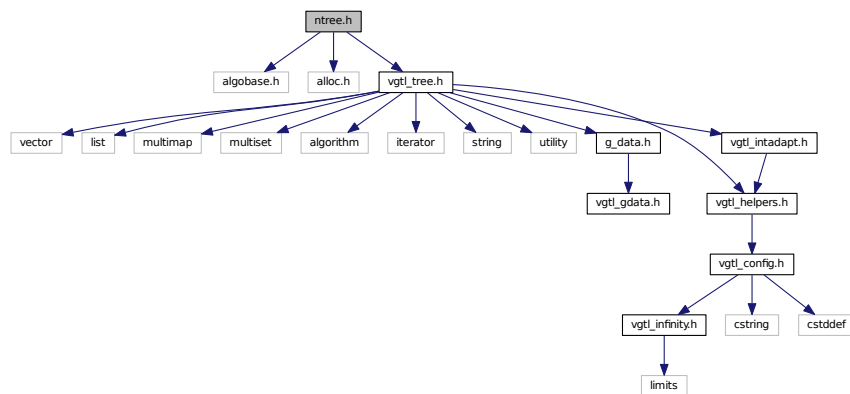 ntree.h
algobase.h
alloc.h
vgtl_tree.h
vector
list
multimap
multiset
algorithm
iterator
string
utility
g_data.h
vgtl_intadapt.h
vgtl_gdata.h
vgtl_helpers.h
vgtl_config.h
vgtl_infinity.h
cstring
cstddef
limits